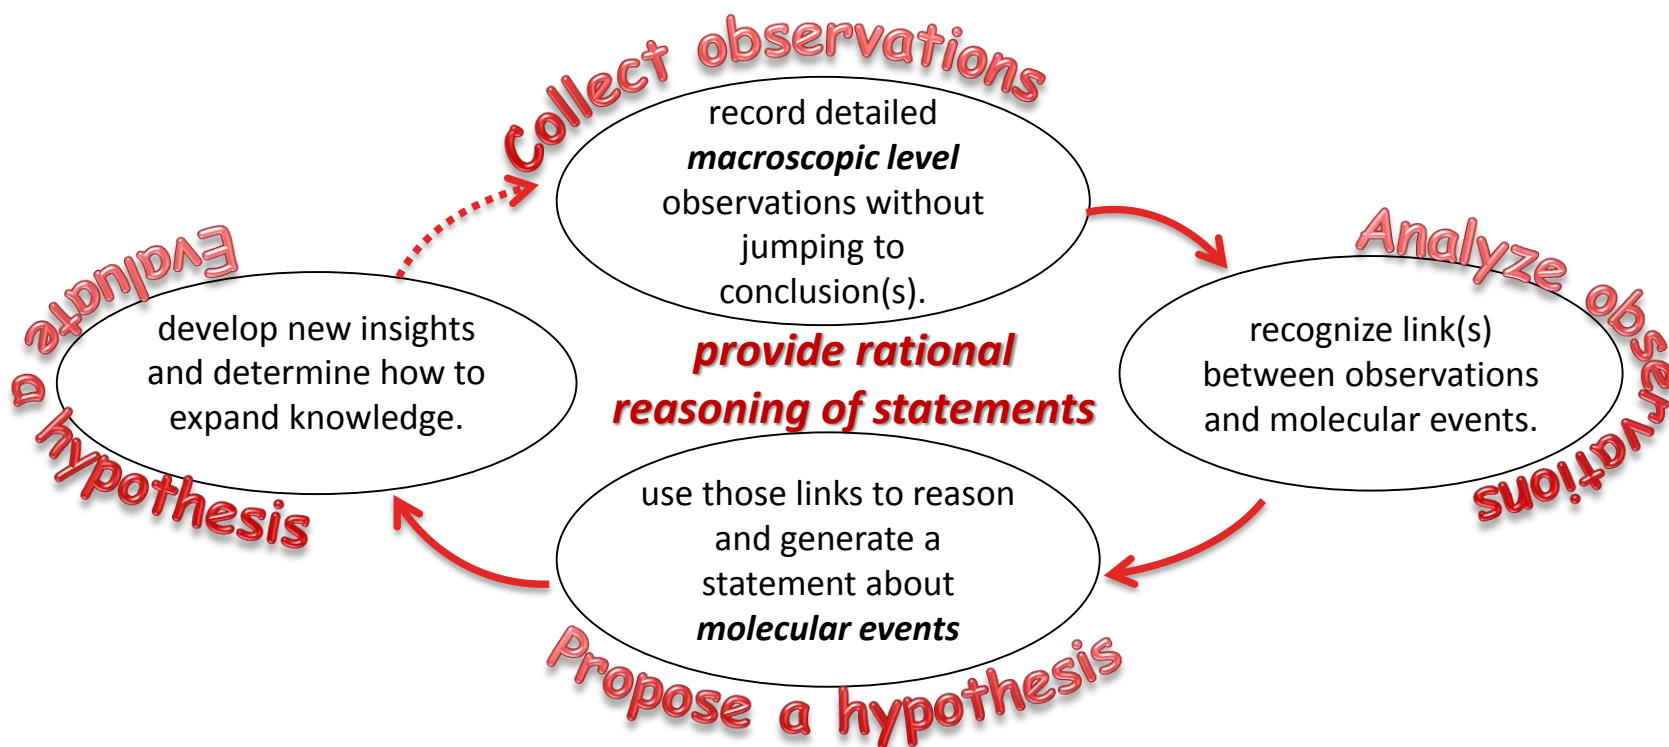 Collect observations
record detailed
macroscopic level
observations without
jumping to
conclusion(s).
Analyze observations
recognize link(s)
between observations
and molecular events.
provide rational
reasoning of statements
use those links to reason
and generate a
statement about
molecular events
Propose a hypothesis
Evaluate a hypothesis
develop new insights
and determine how to
expand knowledge.